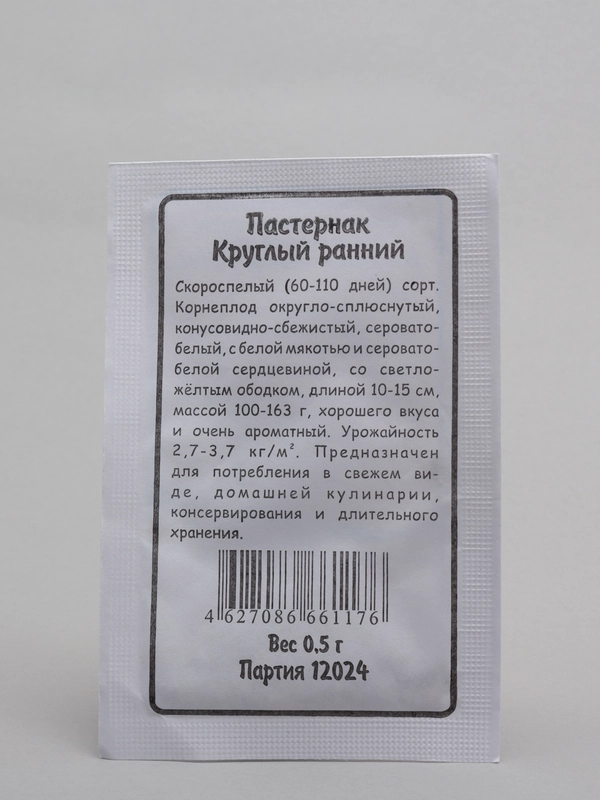 Пастернак
Круглый ранний
Скороспелый (60-110 дней) сорт.
Корнеплод округло-сплюснутый,
конусовидно-сбежистый, серовато-
белый, с белой мякотью и серовато-
белой сердцевиной, со светло-
жёлтым ободком, длиной 10-15 см,
массой 100-163 г, хорошего вкуса
и очень ароматный. Урожайность
2,7-3,7 кг/м². Предназначен
для потребления в свежем ви-
де, домашней кулинарии,
консервирования и длительного
хранения.
4 627086 661176
Вес 0,5 г
Партия 12024